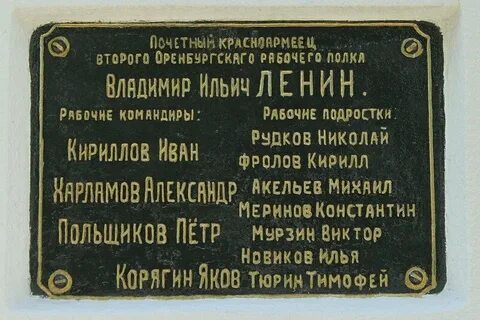 Почетный красноармеец
второго Оренбургскаго рабочего полка
Владимир Ильич ЛЕНИН.
Рабочие командиры:
Рабочие подростки:
Кириллов Иван
Харламов Александр
Польщиков Пётр
Корягин Яков
Рудков Николай
Фролов Кирилл
Акельев Михаил
Меринов Константин
Мурзин Виктор
Новиков Илья
Тюрин Тимофей